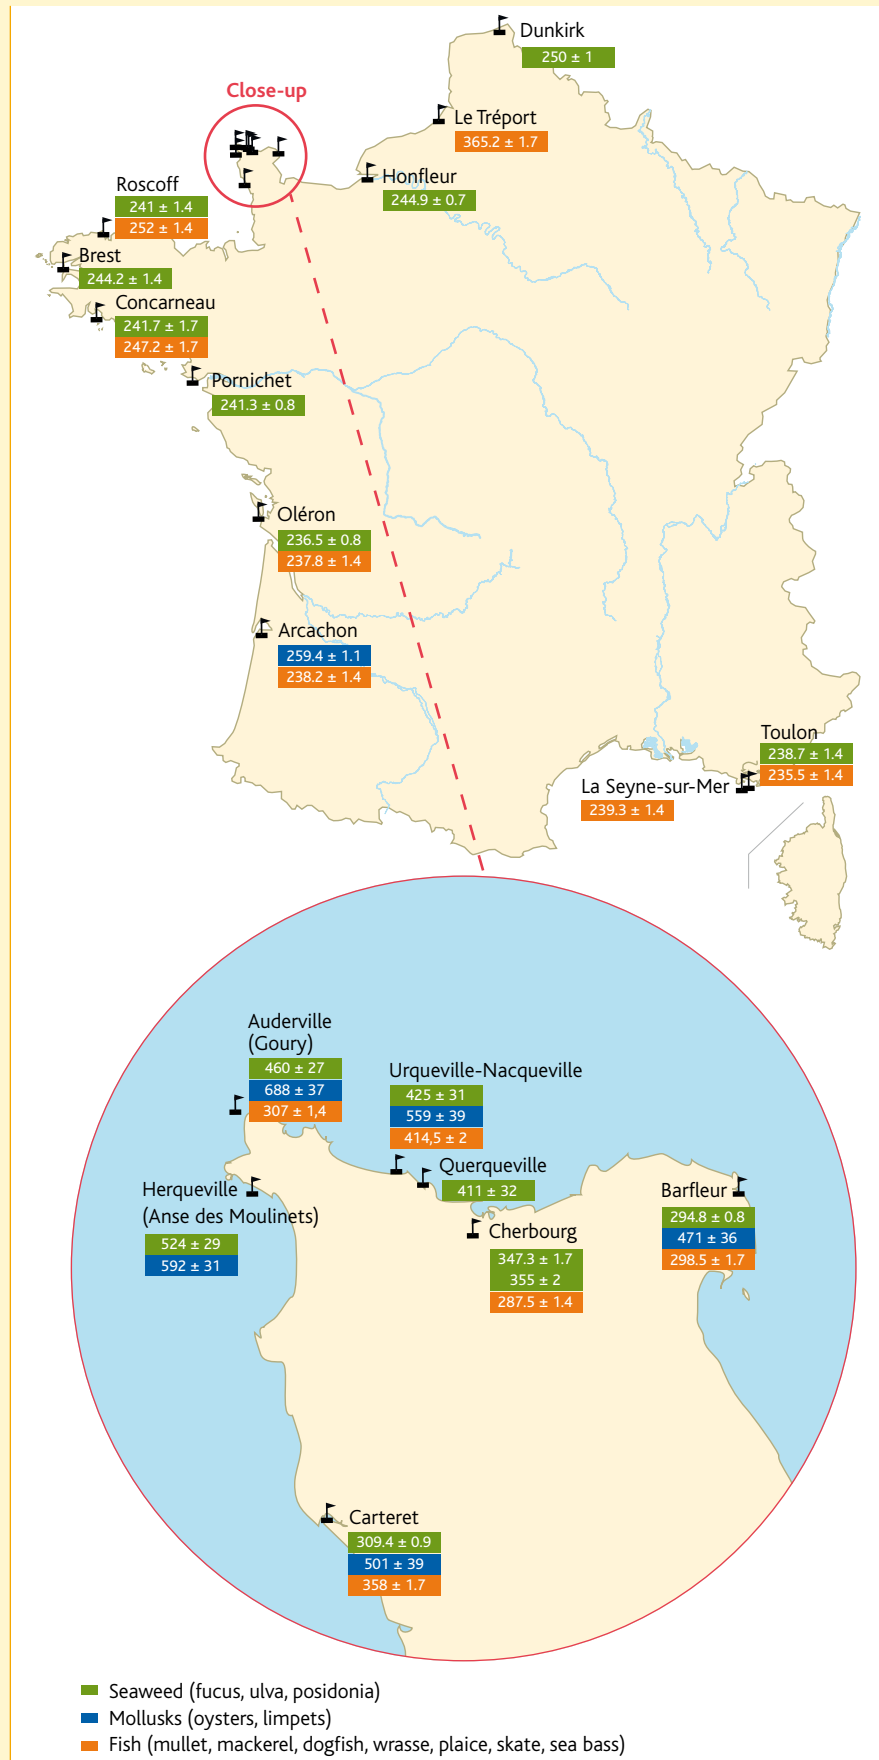 Dunkirk
250 ± 1
Close-up
Le Tréport
365.2 ± 1.7
Honfleur
244.9 ± 0.7
Roscoff
241 ± 1.4
252 ± 1.4
Brest
244.2 ± 1.4
Concarneau
241.7 ± 1.7
247.2 ± 1.7
Pornichet
241.3 ± 0.8
Oléron
236.5 ± 0.8
237.8 ± 1.4
Arcachon
259.4 ± 1.1
238.2 ± 1.4
Toulon
238.7 ± 1.4
235.5 ± 1.4
La Seyne-sur-Mer
239.3 ± 1.4
Auderville
(Goury)
460 ± 27
688 ± 37
307 ± 1,4
Urqueville-Nacqueville
425 ± 31
559 ± 39
414,5 ± 2
Querqueville
411 ± 32
Herqueville
(Anse des Moulinets)
524 ± 29
592 ± 31
Cherbourg
347.3 ± 1.7
355 ± 2
287.5 ± 1.4
Barfleur
294.8 ± 0.8
471 ± 36
298.5 ± 1.7
Carteret
309.4 ± 0.9
501 ± 39
358 ± 1.7
Seaweed (fucus, ulva, posidonia)
Mollusks (oysters, limpets)
Fish (mullet, mackerel, dogfish, wrasse, plaice, skate, sea bass)